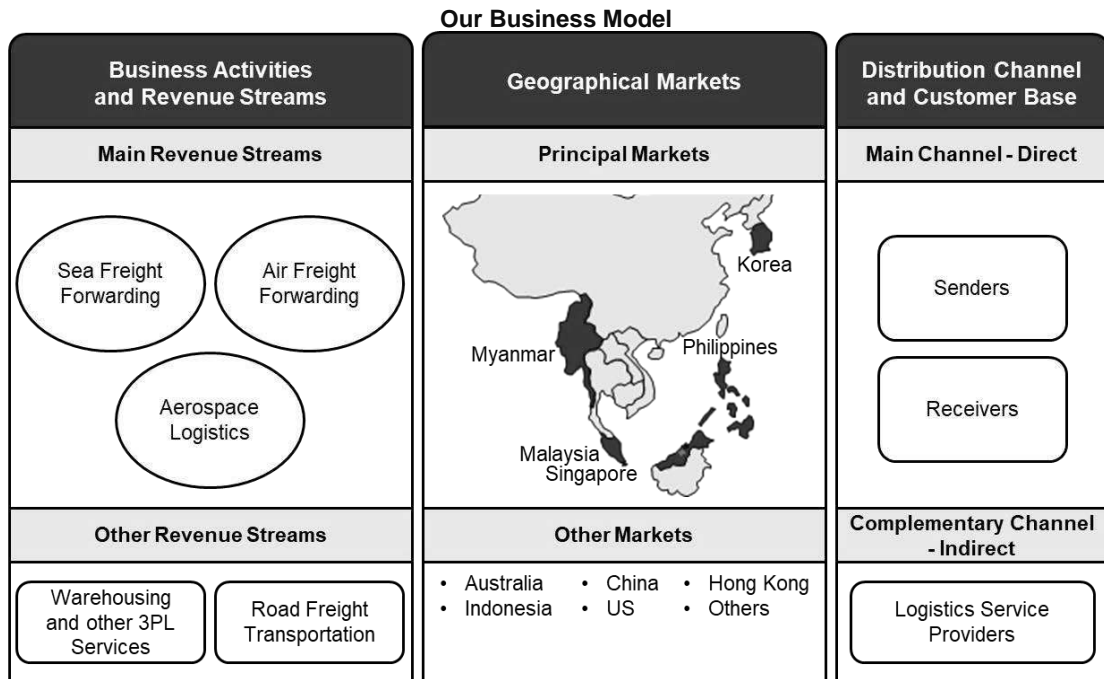 Our Business Model
Business Activities
and Revenue Streams
Main Revenue Streams
Sea Freight
Forwarding
Air Freight
Forwarding
Aerospace
Logistics
Other Revenue Streams
Warehousing
and other 3PL
Services
Road Freight
Transportation
Geographical Markets
Principal Markets
Korea
Myanmar
Philippines
Malaysia
Singapore
Other Markets
• Australia
• China
• Hong Kong
• Indonesia
• US
• Others
Distribution Channel
and Customer Base
Main Channel - Direct
Senders
Receivers
Complementary Channel
- Indirect
Logistics Service
Providers